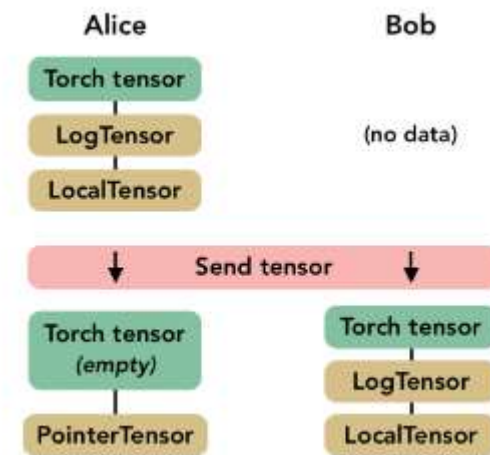 Alice
Bob
Torch tensor
LogTensor
LocalTensor
(no data)
Send tensor
Torch tensor
(empty)
PointerTensor
Torch tensor
LogTensor
LocalTensor